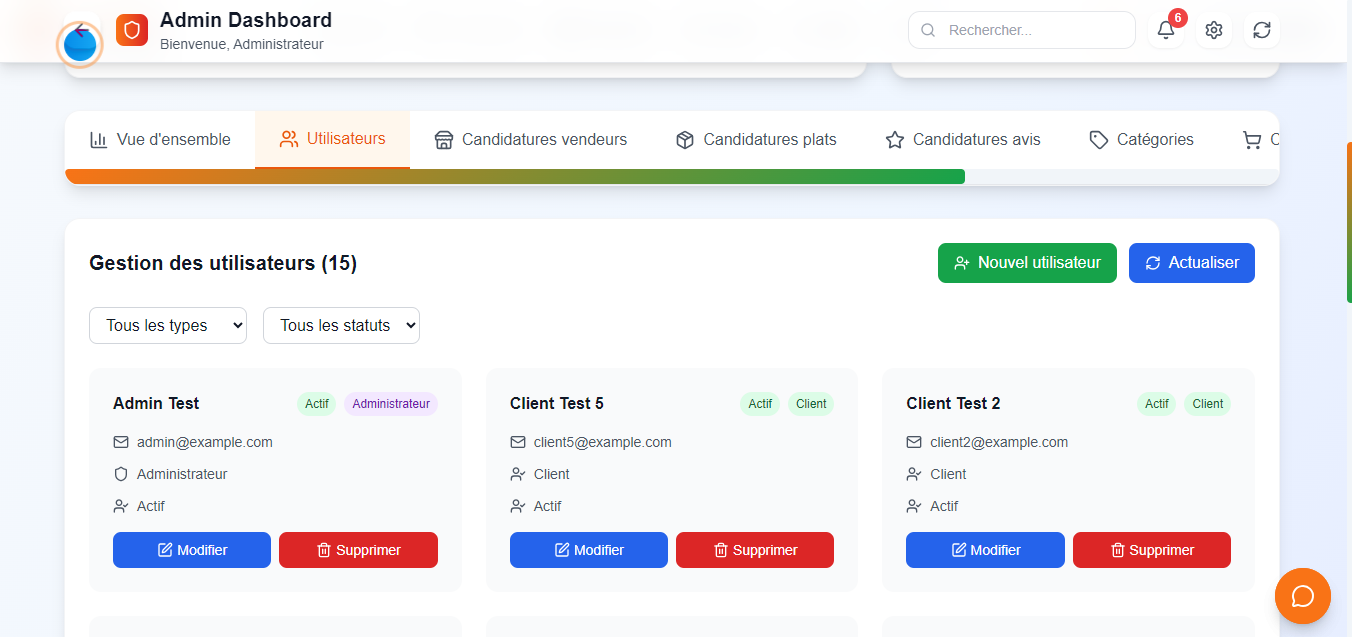 Admin Dashboard
Bienvenue, Administrateur
Rechercher...
6
Vue d'ensemble
Utilisateurs
Candidatures vendeurs
Candidatures plats
Candidatures avis
Catégories
Gestion des utilisateurs (15)
Nouvel utilisateur
Actualiser
Tous les types
Tous les statuts
Admin Test
Actif
Administrateur
admin@example.com
Administrateur
Actif
Modifier
Supprimer
Client Test 5
Actif
Client
client5@example.com
Client
Actif
Modifier
Supprimer
Client Test 2
Actif
Client
client2@example.com
Client
Actif
Modifier
Supprimer